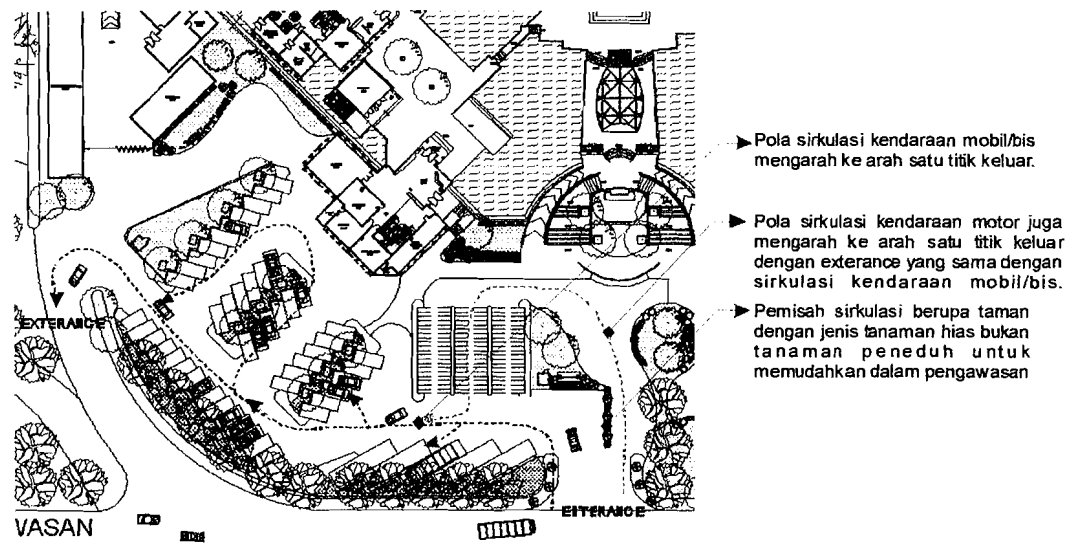 Pola sirkulasi kendaraan mobil/bis
mengarah ke arah satu titik keluar.
Pola sirkulasi kendaraan motor juga
mengarah ke arah satu titik keluar
dengan exterance yang sama dengan
sirkulasi kendaraan mobil/bis.
Pemisah sirkulasi berupa taman
dengan jenis tanaman hias bukan
tanaman peneduh untuk
memudahkan dalam pengawasan
EXTERANCE
ENTERANCE
VASAN